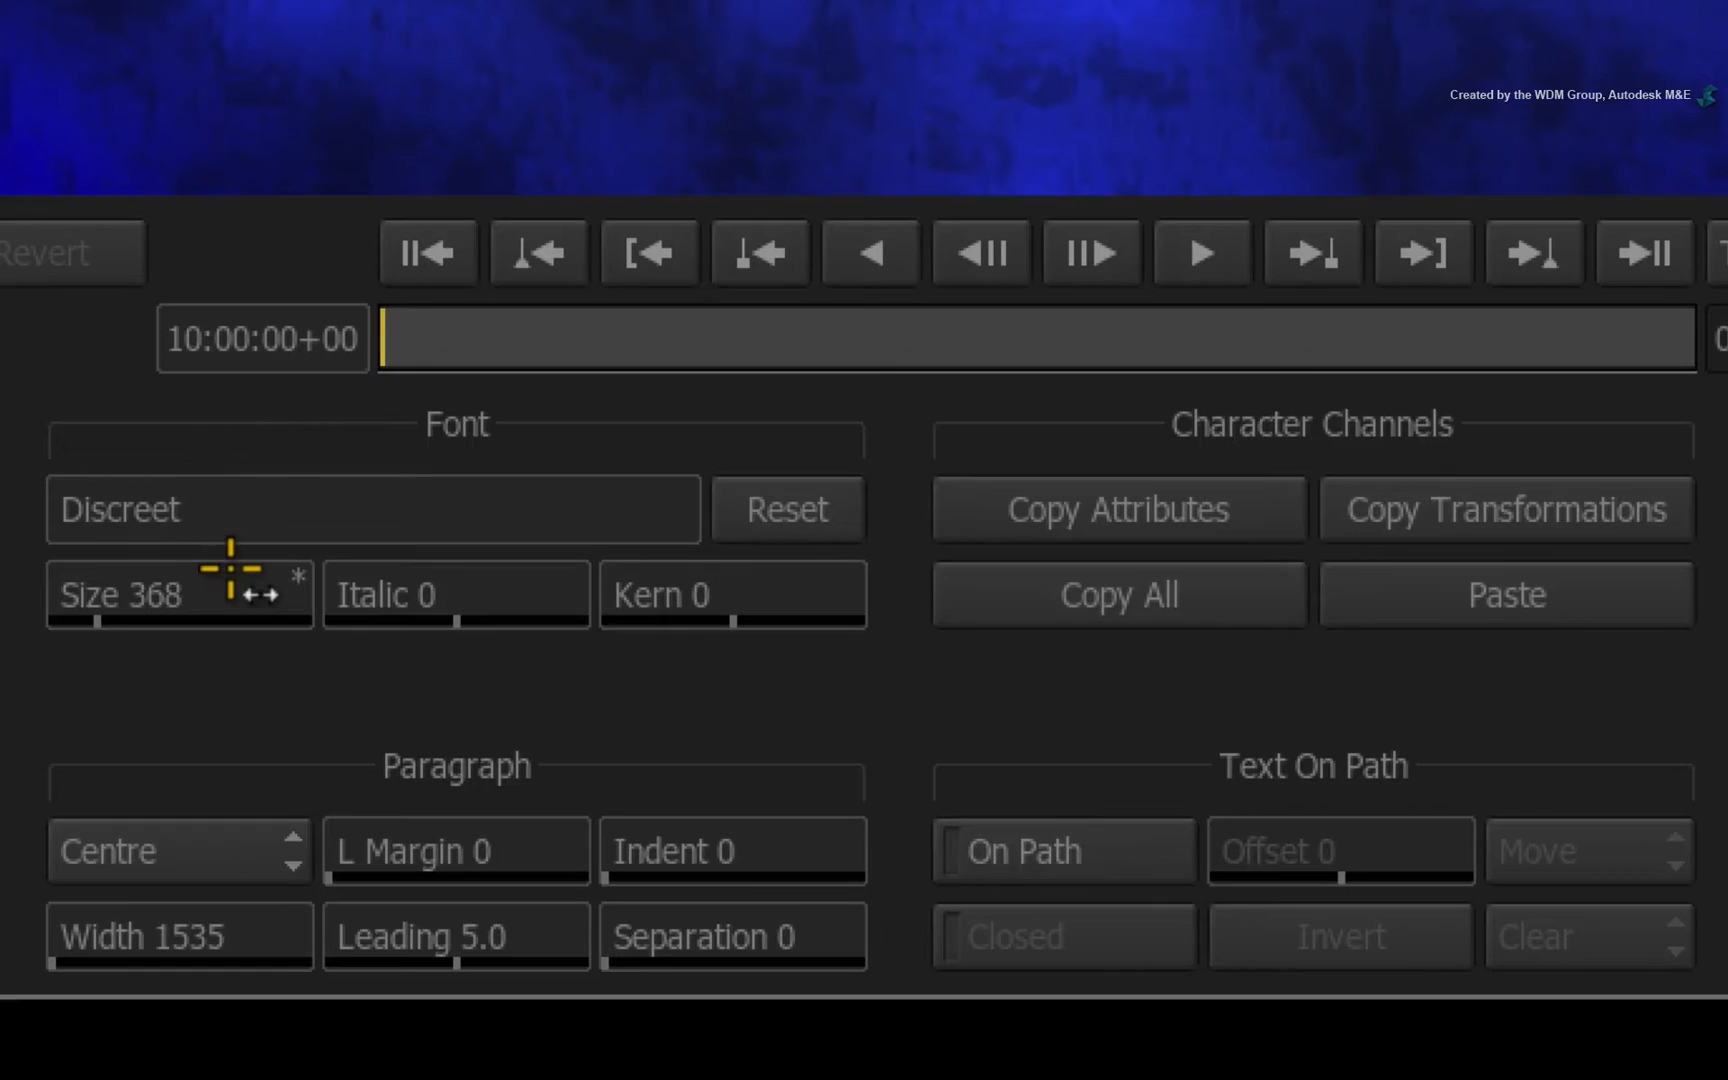 Created by the WDM Group, Autodesk M&E
Revert
10:00:00+00
Font
Character Channels
Discreet
Reset
Copy Attributes
Copy Transformations
Size 368 *
Italic 0
Kern 0
Copy All
Paste
Paragraph
Text On Path
Centre
L Margin 0
Indent 0
On Path
Offset 0
Move
Width 1535
Leading 5.0
Separation 0
Closed
Invert
Clear